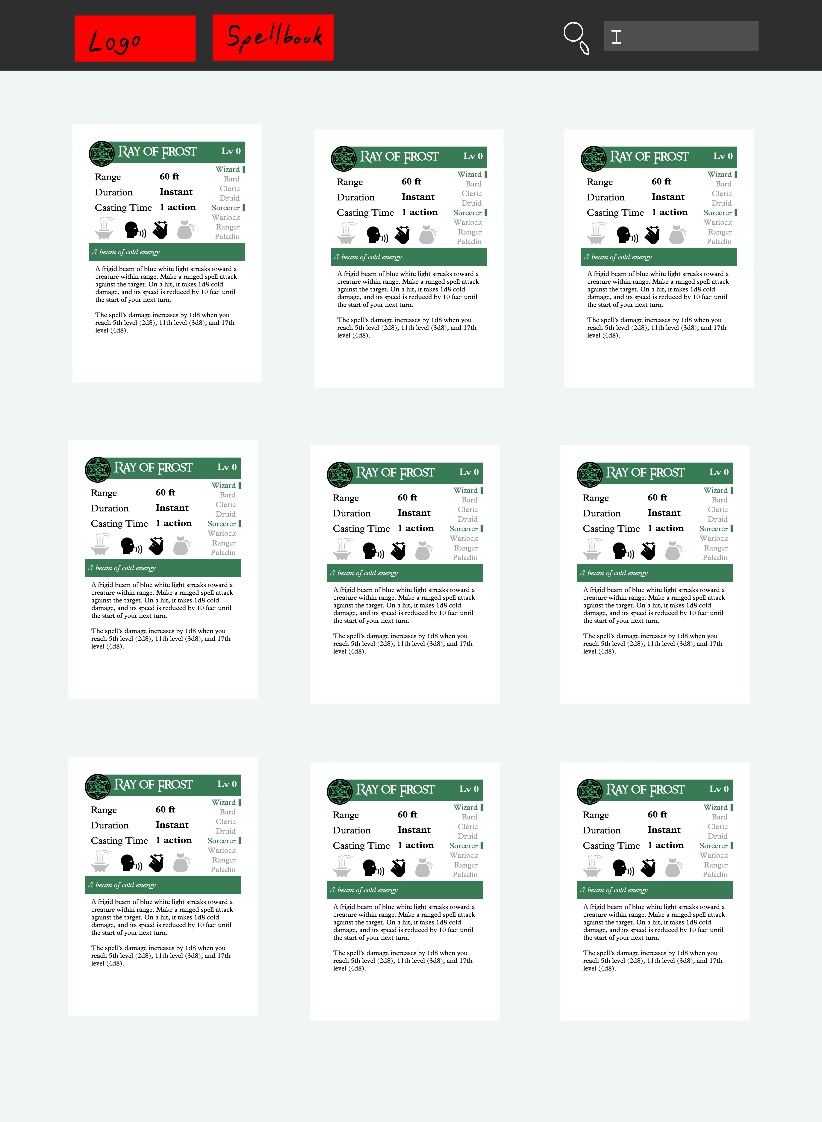 Logo
Spellbook
RAY OF FROST Lv 0
Range 60 ft
Duration Instant
Casting Time 1 action
Wizard
Bard
Cleric
Druid
Sorcerer
Warlock
Ranger
Paladin
A beam of cold energy
A frigid beam of blue white light streaks toward a
creature within range. Make a ranged spell attack
against the target. On a hit, it takes 1d8 cold
damage, and its speed is reduced by 10 feet until
the start of your next turn.
The spell's damage increases by 1d8 when you
reach 5th level (2d8), 11th level (3d8), and 17th
level (4d8).
RAY OF FROST Lv 0
Range 60 ft
Duration Instant
Casting Time 1 action
Wizard
Bard
Cleric
Druid
Sorcerer
Warlock
Ranger
Paladin
A beam of cold energy
A frigid beam of blue white light streaks toward a
creature within range. Make a ranged spell attack
against the target. On a hit, it takes 1d8 cold
damage, and its speed is reduced by 10 feet until
the start of your next turn.
The spell's damage increases by 1d8 when you
reach 5th level (2d8), 11th level (3d8), and 17th
level (4d8).
RAY OF FROST Lv 0
Range 60 ft
Duration Instant
Casting Time 1 action
Wizard
Bard
Cleric
Druid
Sorcerer
Warlock
Ranger
Paladin
A beam of cold energy
A frigid beam of blue white light streaks toward a
creature within range. Make a ranged spell attack
against the target. On a hit, it takes 1d8 cold
damage, and its speed is reduced by 10 feet until
the start of your next turn.
The spell's damage increases by 1d8 when you
reach 5th level (2d8), 11th level (3d8), and 17th
level (4d8).
RAY OF FROST Lv 0
Range 60 ft
Duration Instant
Casting Time 1 action
Wizard
Bard
Cleric
Druid
Sorcerer
Warlock
Ranger
Paladin
A beam of cold energy
A frigid beam of blue white light streaks toward a
creature within range. Make a ranged spell attack
against the target. On a hit, it takes 1d8 cold
damage, and its speed is reduced by 10 feet until
the start of your next turn.
The spell's damage increases by 1d8 when you
reach 5th level (2d8), 11th level (3d8), and 17th
level (4d8).
RAY OF FROST Lv 0
Range 60 ft
Duration Instant
Casting Time 1 action
Wizard
Bard
Cleric
Druid
Sorcerer
Warlock
Ranger
Paladin
A beam of cold energy
A frigid beam of blue white light streaks toward a
creature within range. Make a ranged spell attack
against the target. On a hit, it takes 1d8 cold
damage, and its speed is reduced by 10 feet until
the start of your next turn.
The spell's damage increases by 1d8 when you
reach 5th level (2d8), 11th level (3d8), and 17th
level (4d8).
RAY OF FROST Lv 0
Range 60 ft
Duration Instant
Casting Time 1 action
Wizard
Bard
Cleric
Druid
Sorcerer
Warlock
Ranger
Paladin
A beam of cold energy
A frigid beam of blue white light streaks toward a
creature within range. Make a ranged spell attack
against the target. On a hit, it takes 1d8 cold
damage, and its speed is reduced by 10 feet until
the start of your next turn.
The spell's damage increases by 1d8 when you
reach 5th level (2d8), 11th level (3d8), and 17th
level (4d8).
RAY OF FROST Lv 0
Range 60 ft
Duration Instant
Casting Time 1 action
Wizard
Bard
Cleric
Druid
Sorcerer
Warlock
Ranger
Paladin
A beam of cold energy
A frigid beam of blue white light streaks toward a
creature within range. Make a ranged spell attack
against the target. On a hit, it takes 1d8 cold
damage, and its speed is reduced by 10 feet until
the start of your next turn.
The spell's damage increases by 1d8 when you
reach 5th level (2d8), 11th level (3d8), and 17th
level (4d8).
RAY OF FROST Lv 0
Range 60 ft
Duration Instant
Casting Time 1 action
Wizard
Bard
Cleric
Druid
Sorcerer
Warlock
Ranger
Paladin
A beam of cold energy
A frigid beam of blue white light streaks toward a
creature within range. Make a ranged spell attack
against the target. On a hit, it takes 1d8 cold
damage, and its speed is reduced by 10 feet until
the start of your next turn.
The spell's damage increases by 1d8 when you
reach 5th level (2d8), 11th level (3d8), and 17th
level (4d8).
RAY OF FROST Lv 0
Range 60 ft
Duration Instant
Casting Time 1 action
Wizard
Bard
Cleric
Druid
Sorcerer
Warlock
Ranger
Paladin
A beam of cold energy
A frigid beam of blue white light streaks toward a
creature within range. Make a ranged spell attack
against the target. On a hit, it takes 1d8 cold
damage, and its speed is reduced by 10 feet until
the start of your next turn.
The spell's damage increases by 1d8 when you
reach 5th level (2d8), 11th level (3d8), and 17th
level (4d8).